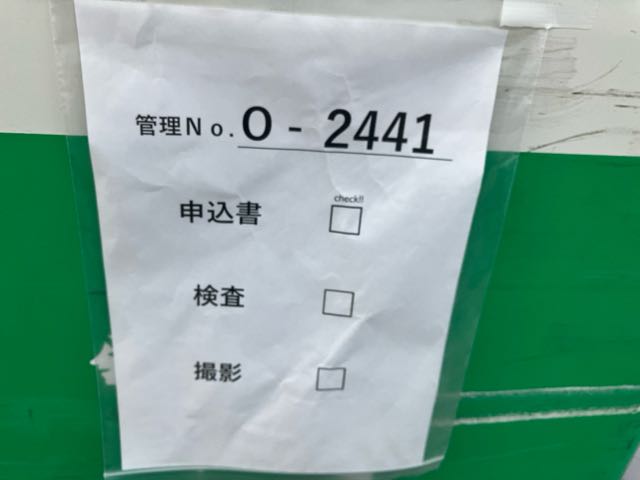 管理No. O - 2441
check!!
申込書 □
検査 □
撮影 □